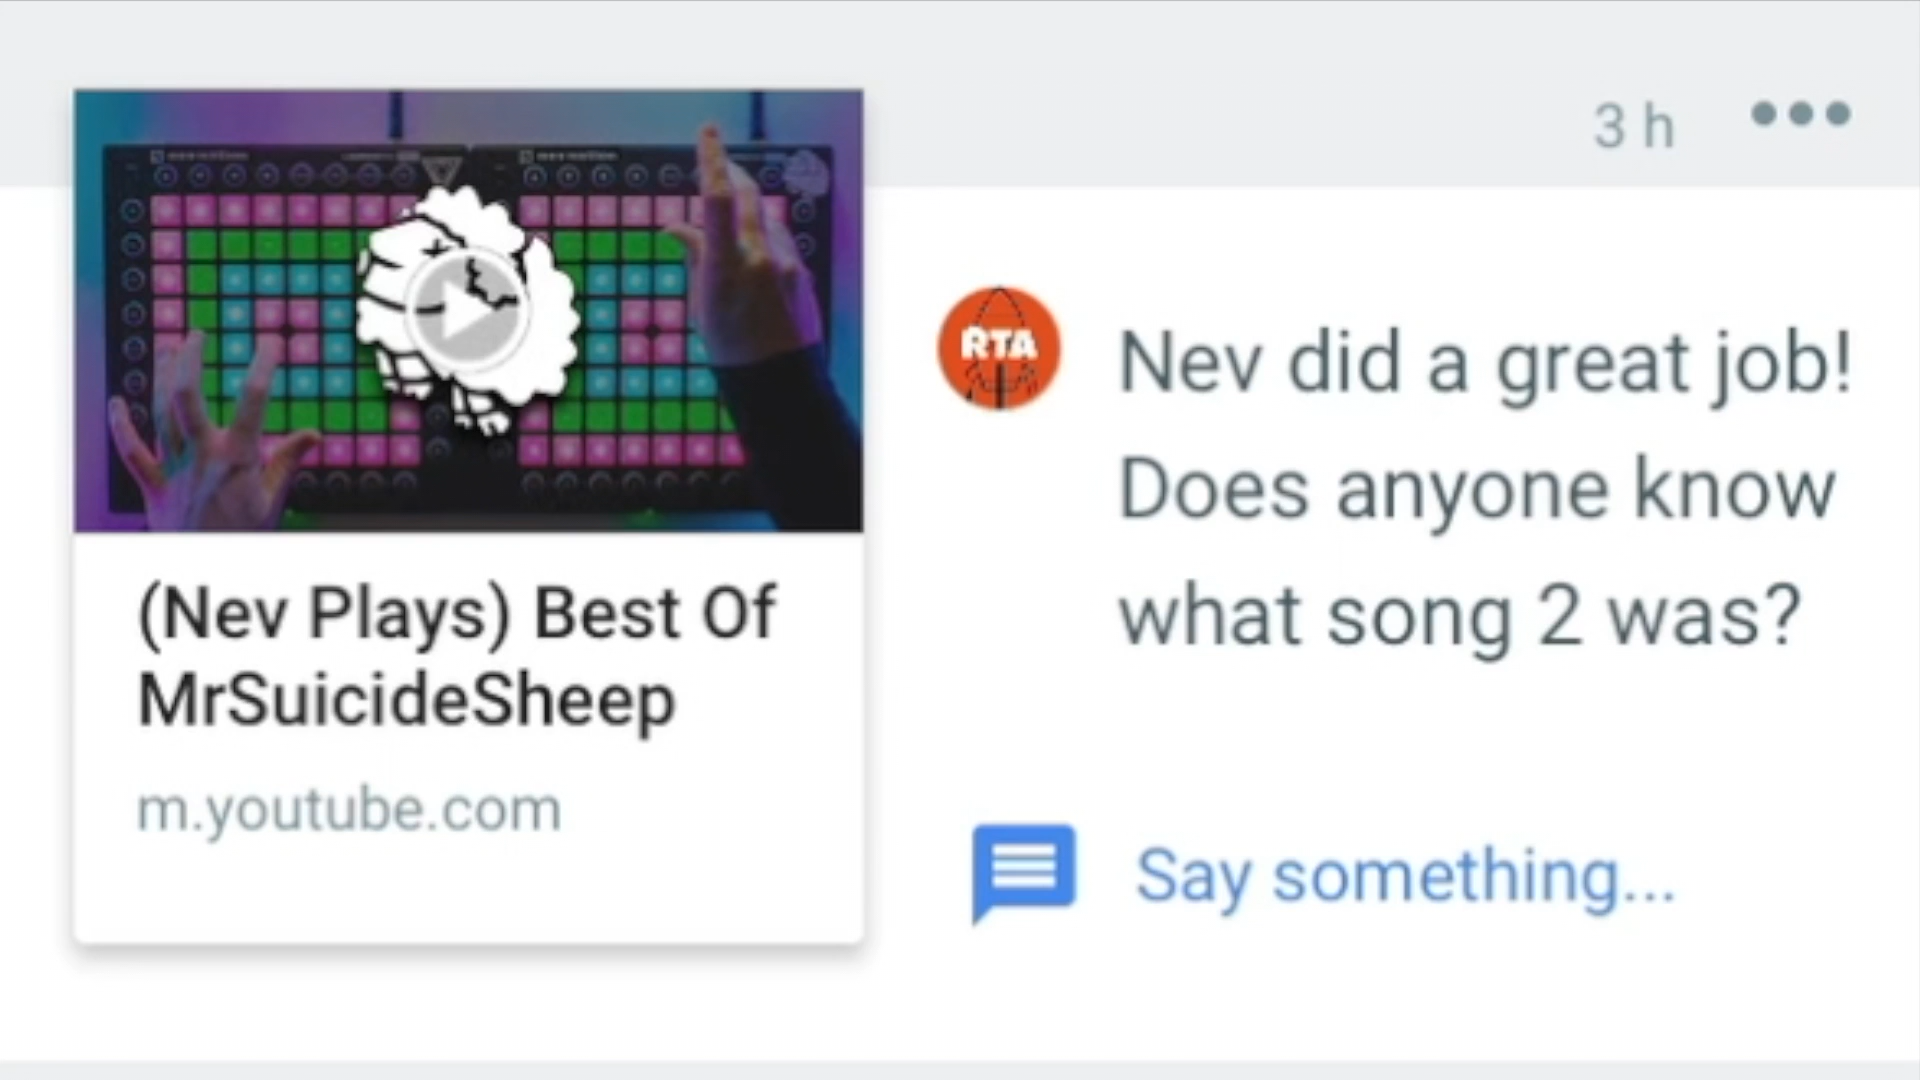 3 h
RTA
Nev did a great job!
Does anyone know
what song 2 was?
(Nev Plays) Best Of
MrSuicideSheep
m.youtube.com
Say something...